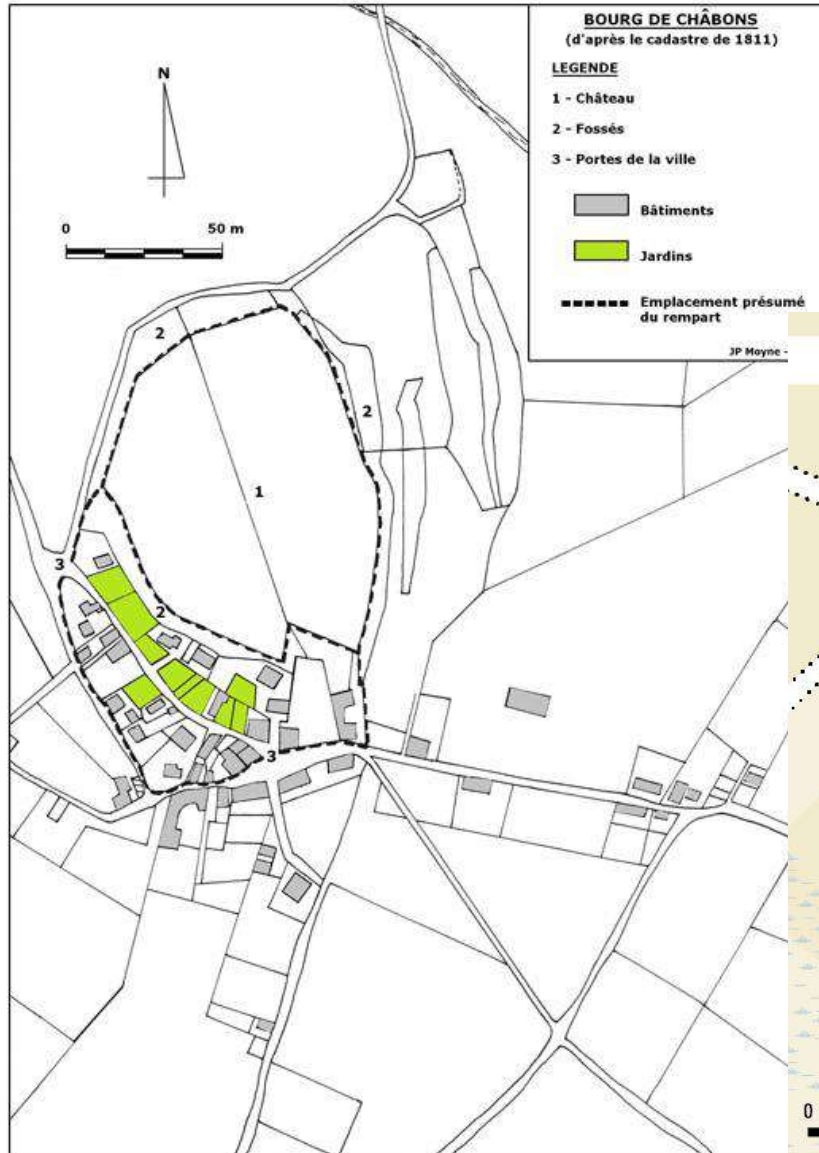 BOURG DE CHÂBONS
(d'après le cadastre de 1811)
LEGENDE
1 - Château
2 - Fossés
3 - Portes de la ville
Bâtiments
Jardins
Emplacement présumé
du rempart
JP Moyne -
N
0 50 m
2
2
1
3
2
3
0